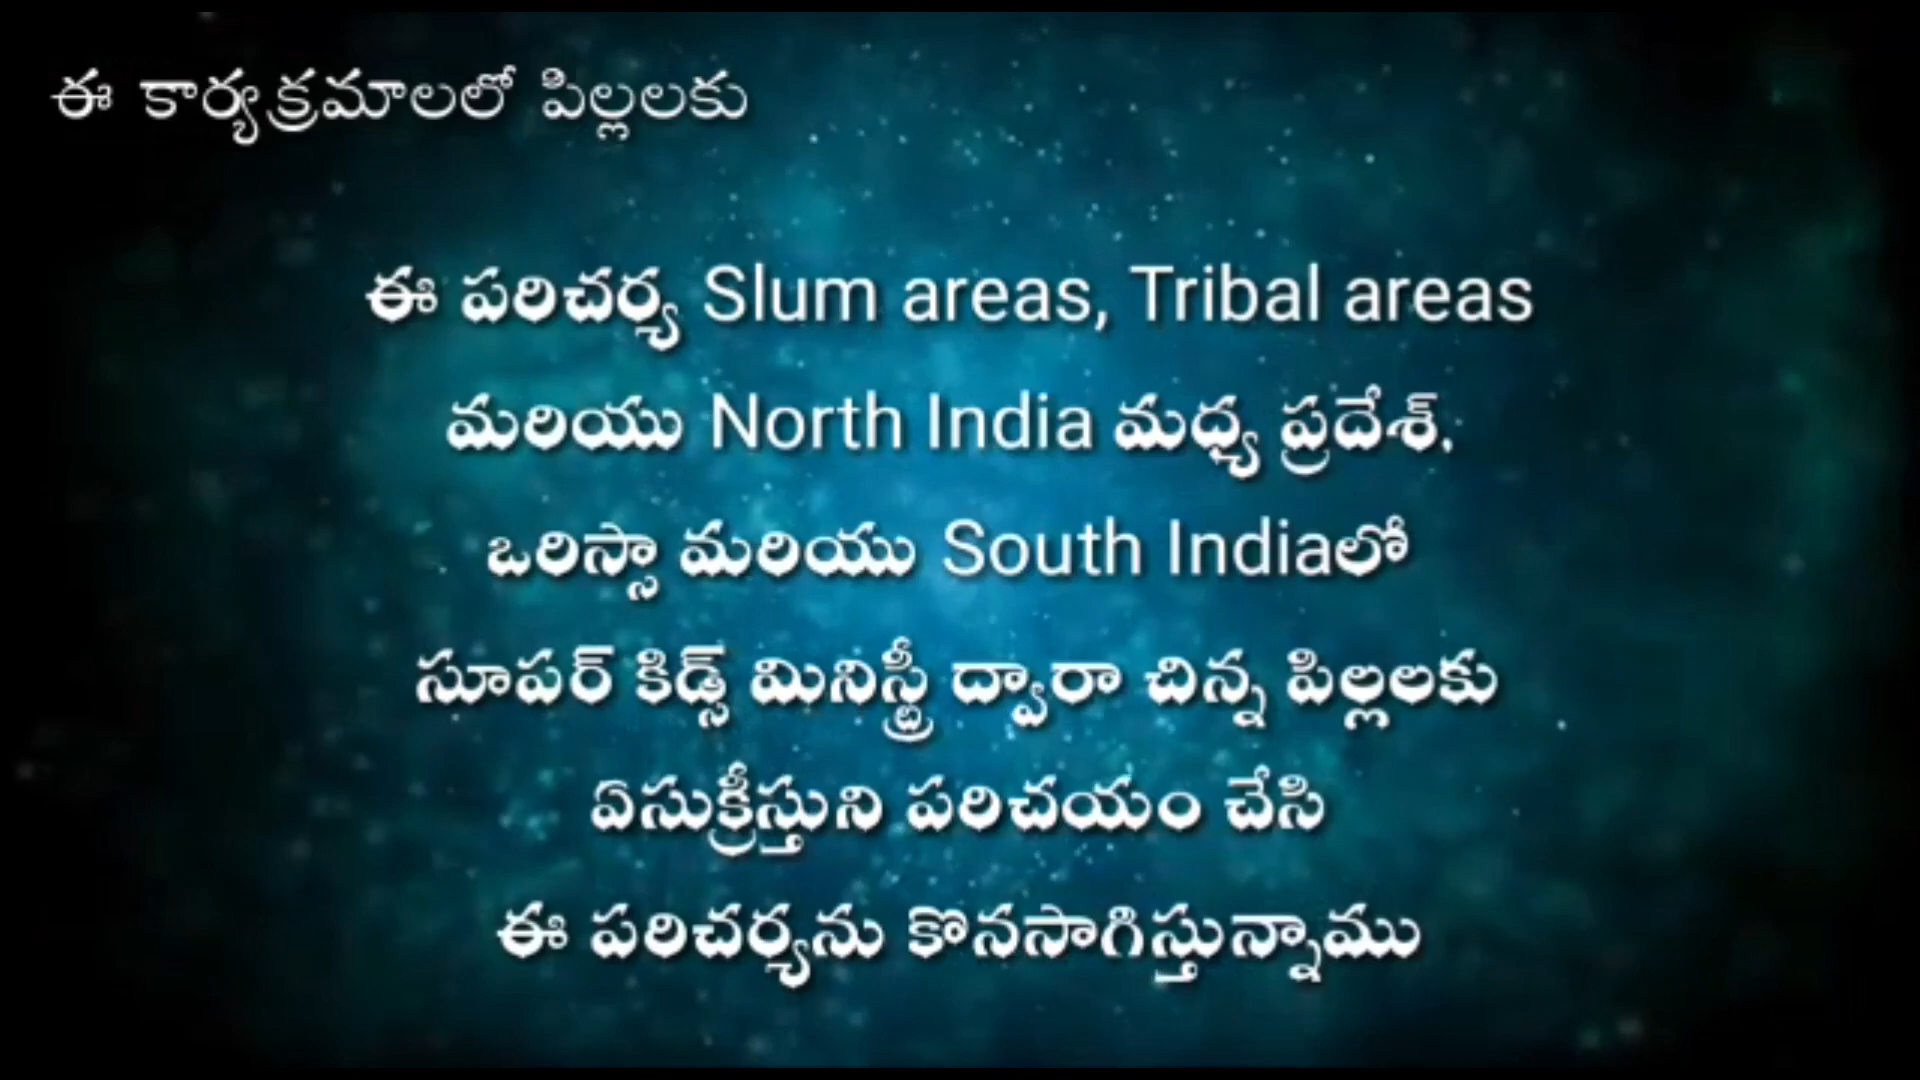 ఈ కార్యక్రమాలలో పిల్లలకు
ఈ పరిచర్య Slum areas, Tribal areas
మరియు North India మధ్య ప్రదేశ్,
ఒరిస్సా మరియు South Indiaలో
సూపర్ కిడ్స్ మినిస్ట్రీ ద్వారా చిన్న పిల్లలకు
ఏసుక్రీస్తుని పరిచయం చేసి
ఈ పరిచర్యను కొనసాగిస్తున్నాము